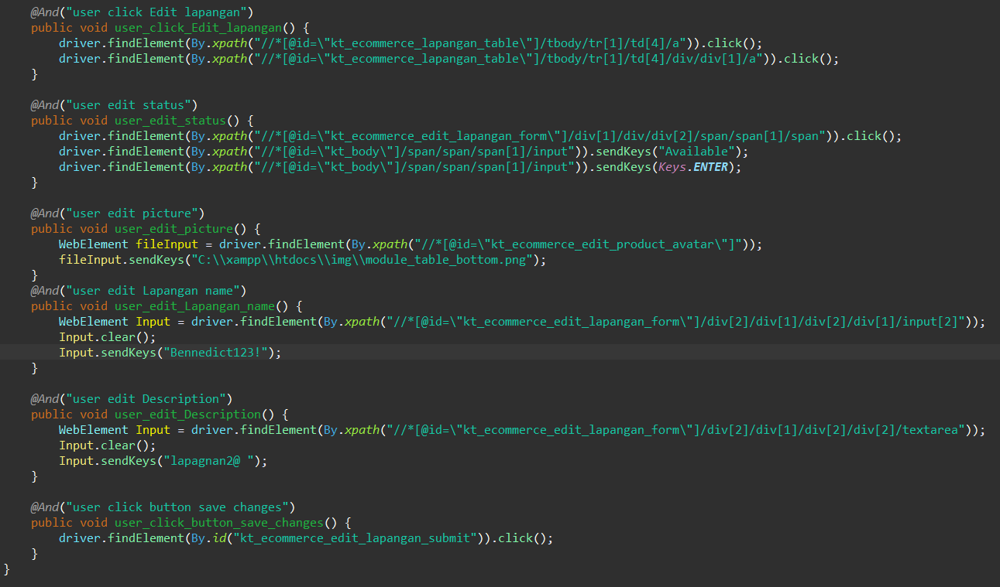 @And("user click Edit lapangan")
public void user_click_Edit_lapangan() {
driver.findElement(By.xpath("//*[@id=\"kt_ecommerce_lapangan_table\"]/tbody/tr[1]/td[4]/a")).click();
driver.findElement(By.xpath("//*[@id=\"kt_ecommerce_lapangan_table\"]/tbody/tr[1]/td[4]/div/div[1]/a")).click();
}
@And("user edit status")
public void user_edit_status() {
driver.findElement(By.xpath("//*[@id=\"kt_ecommerce_edit_lapangan_form\"]/div[1]/div/div[2]/span/span[1]/span")).click();
driver.findElement(By.xpath("//*[@id=\"kt_body\"]/span/span/span[1]/input")).sendKeys("Available");
driver.findElement(By.xpath("//*[@id=\"kt_body\"]/span/span/span[1]/input")).sendKeys(Keys.ENTER);
}
@And("user edit picture")
public void user_edit_picture() {
WebElement fileInput = driver.findElement(By.xpath("//*[@id=\"kt_ecommerce_edit_product_avatar\"]"));
fileInput.sendKeys("C:\\xampp\\htdocs\\img\\module_table_bottom.png");
}
@And("user edit Lapangan name")
public void user_edit_Lapangan_name() {
WebElement Input = driver.findElement(By.xpath("//*[@id=\"kt_ecommerce_edit_lapangan_form\"]/div[2]/div[1]/div[2]/div[1]/input[2]"));
Input.clear();
Input.sendKeys("Bennedict123!");
}
@And("user edit Description")
public void user_edit_Description() {
WebElement Input = driver.findElement(By.xpath("//*[@id=\"kt_ecommerce_edit_lapangan_form\"]/div[2]/div[1]/div[2]/div[2]/textarea"));
Input.clear();
Input.sendKeys("lapagnan2@ ");
}
@And("user click button save changes")
public void user_click_button_save_changes() {
driver.findElement(By.id("kt_ecommerce_edit_lapangan_submit")).click();
}
}